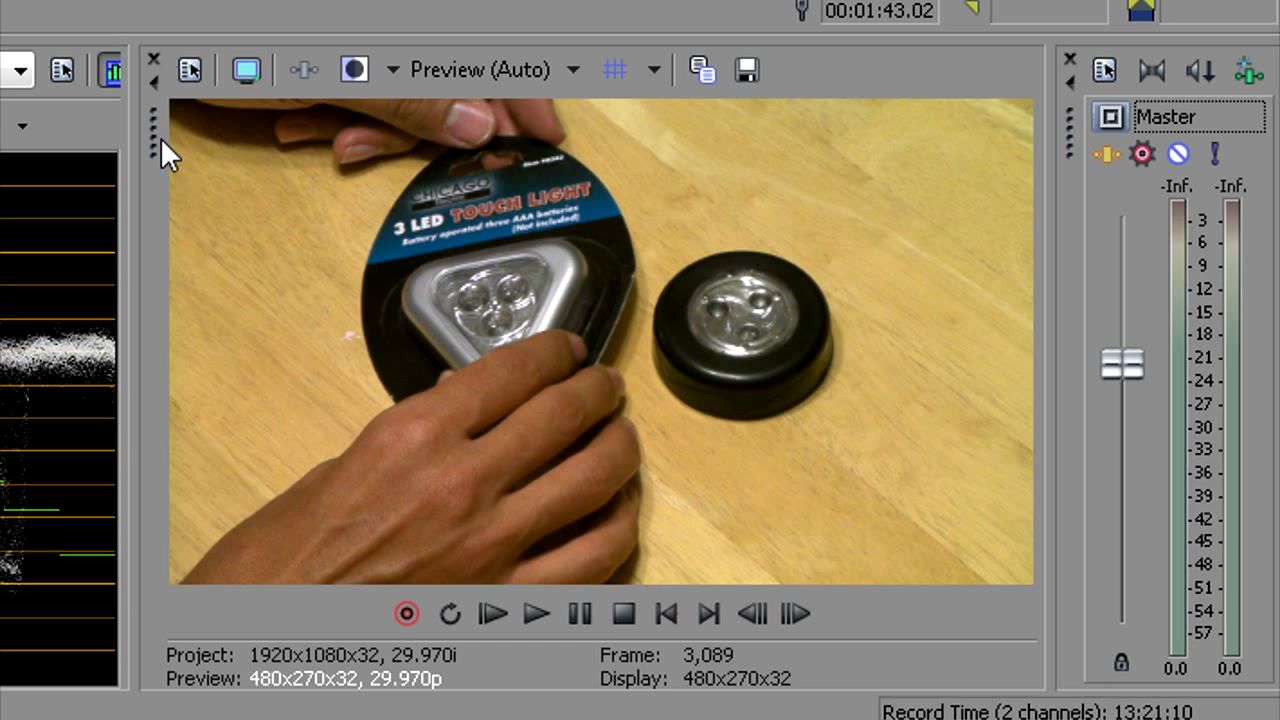 00:01:43.02
Preview (Auto)
Master
-Inf. -Inf.
CHICAGO
3 LED TOUCH LIGHT
Battery operated three AAA batteries
(Not included)
3
6
9
12
15
18
21
24
27
30
33
36
39
42
45
48
51
54
57
0.0 0.0
Project: 1920x1080x32, 29.970i
Frame: 3,089
Preview: 480x270x32, 29.970p
Display: 480x270x32
Record Time (2 channels): 13:21:10